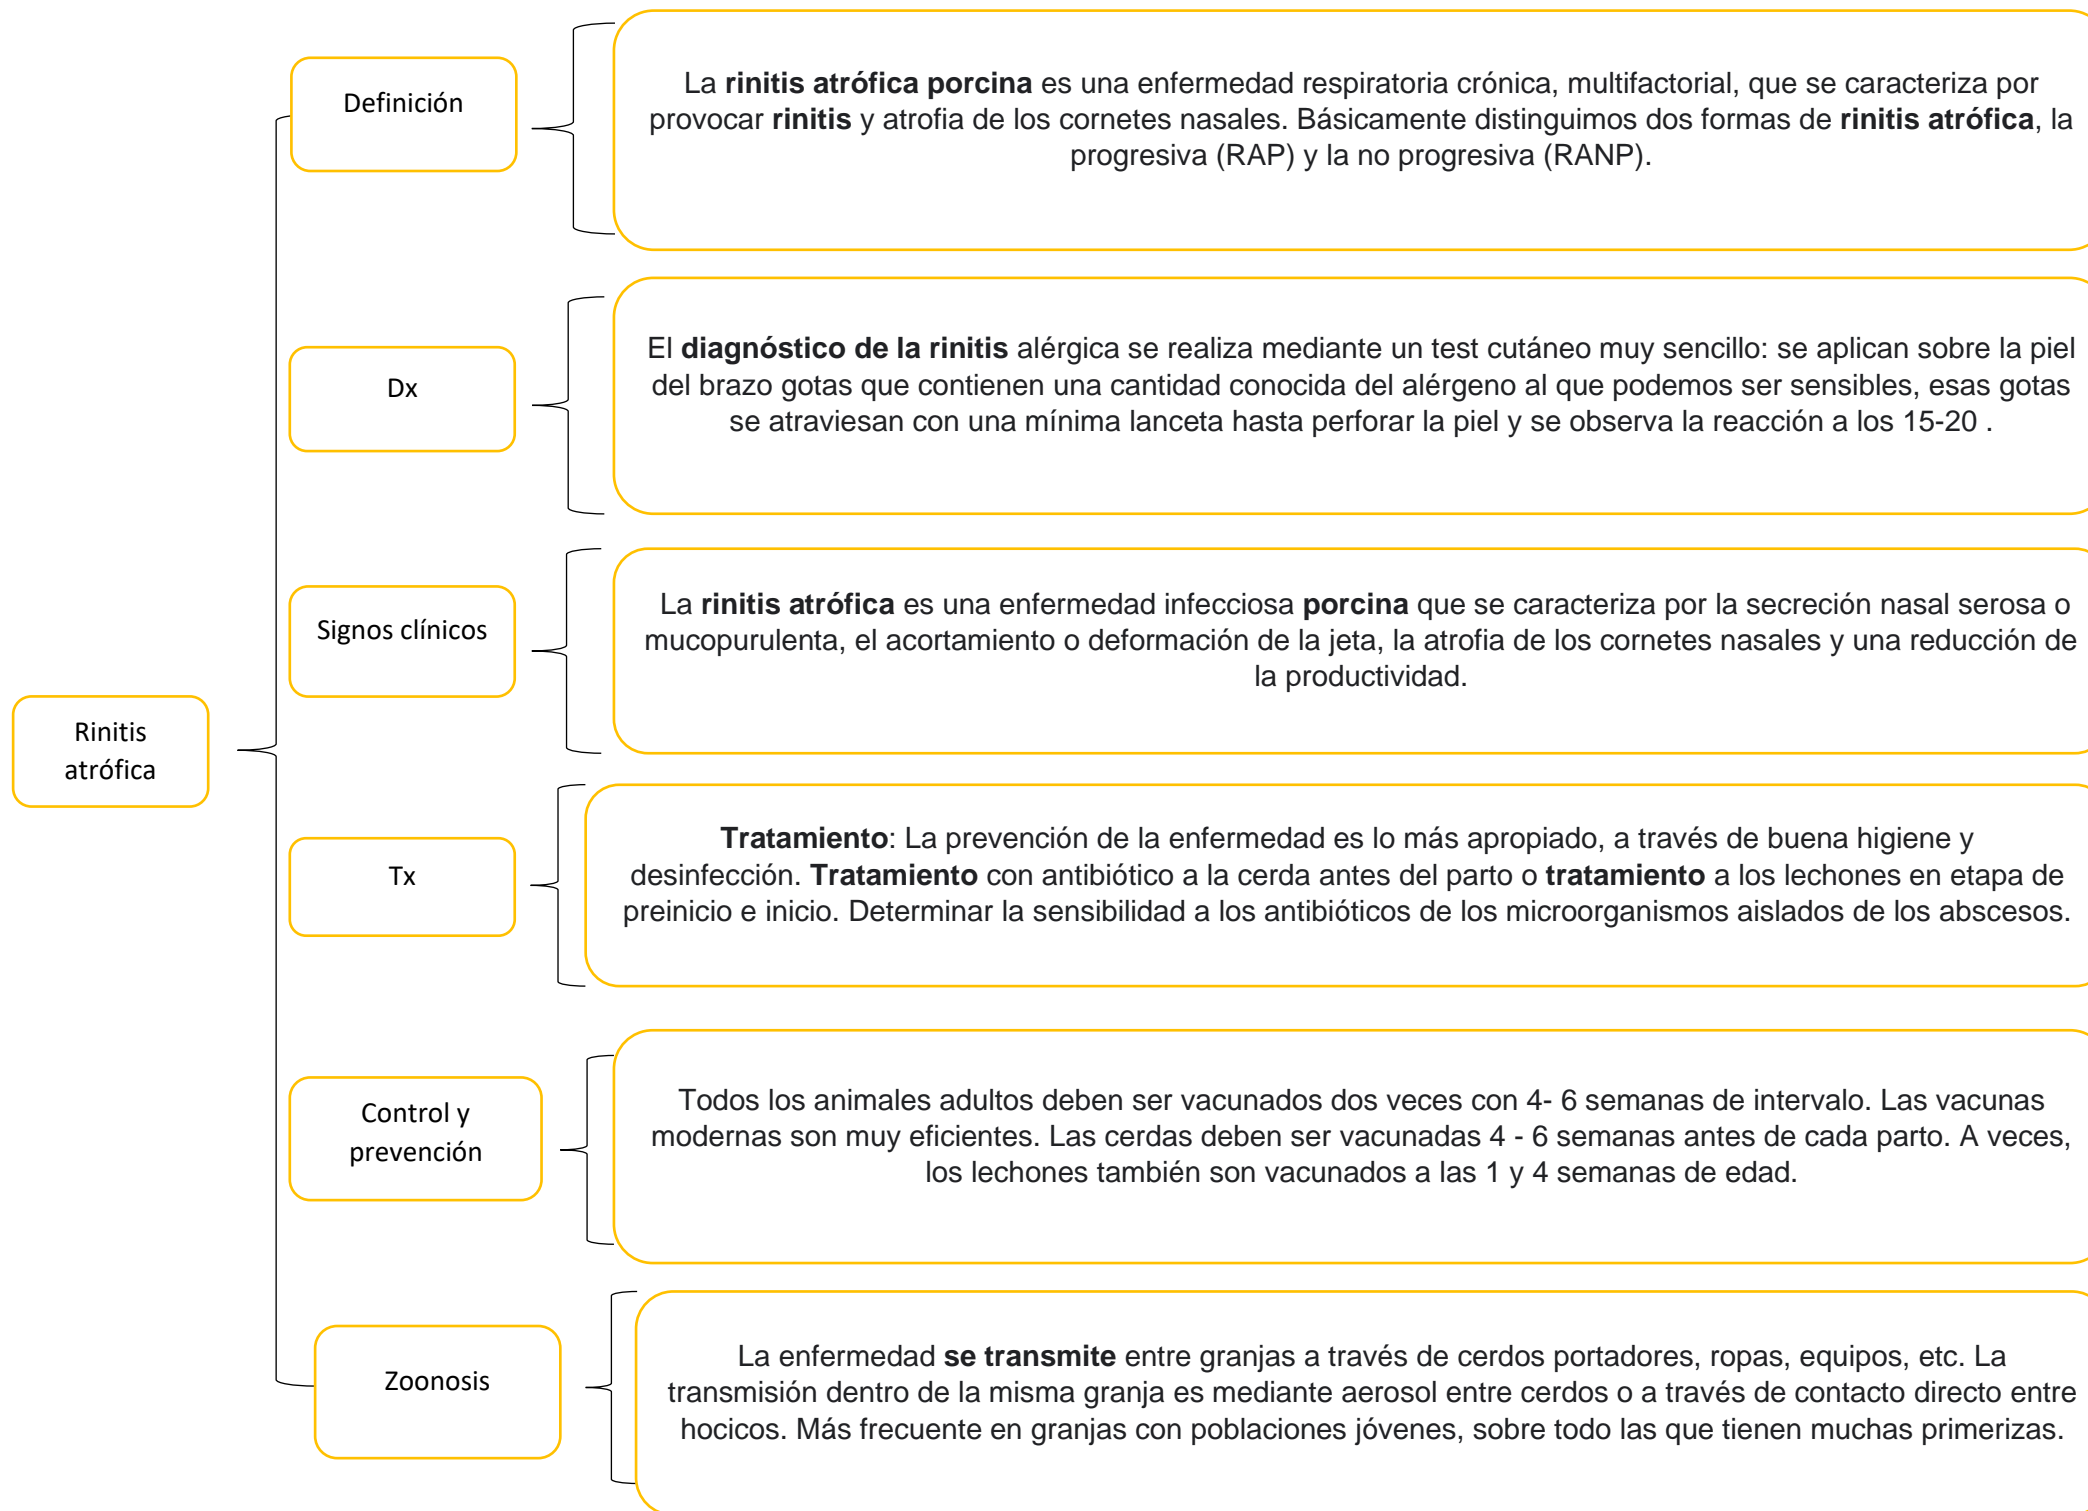 Definición
La rinitis atrófica porcina es una enfermedad respiratoria crónica, multifactorial, que se caracteriza por
provocar rinitis y atrofia de los cornetes nasales. Básicamente distinguimos dos formas de rinitis atrófica, la
progresiva (RAP) y la no progresiva (RANP).
Dx
El diagnóstico de la rinitis alérgica se realiza mediante un test cutáneo muy sencillo: se aplican sobre la piel
del brazo gotas que contienen una cantidad conocida del alérgeno al que podemos ser sensibles, esas gotas
se atraviesan con una mínima lanceta hasta perforar la piel y se observa la reacción a los 15-20 .
Signos clínicos
La rinitis atrófica es una enfermedad infecciosa porcina que se caracteriza por la secreción nasal serosa o
mucopurulenta, el acortamiento o deformación de la jeta, la atrofia de los cornetes nasales y una reducción de
la productividad.
Rinitis
atrófica
Tx
Tratamiento: La prevención de la enfermedad es lo más apropiado, a través de buena higiene y
desinfección. Tratamiento con antibiótico a la cerda antes del parto o tratamiento a los lechones en etapa de
preinicio e inicio. Determinar la sensibilidad a los antibióticos de los microorganismos aislados de los abscesos.
Control y
prevención
Todos los animales adultos deben ser vacunados dos veces con 4- 6 semanas de intervalo. Las vacunas
modernas son muy eficientes. Las cerdas deben ser vacunadas 4 - 6 semanas antes de cada parto. A veces,
los lechones también son vacunados a las 1 y 4 semanas de edad.
Zoonosis
La enfermedad se transmite entre granjas a través de cerdos portadores, ropas, equipos, etc. La
transmisión dentro de la misma granja es mediante aerosol entre cerdos o a través de contacto directo entre
hocicos. Más frecuente en granjas con poblaciones jóvenes, sobre todo las que tienen muchas primerizas.